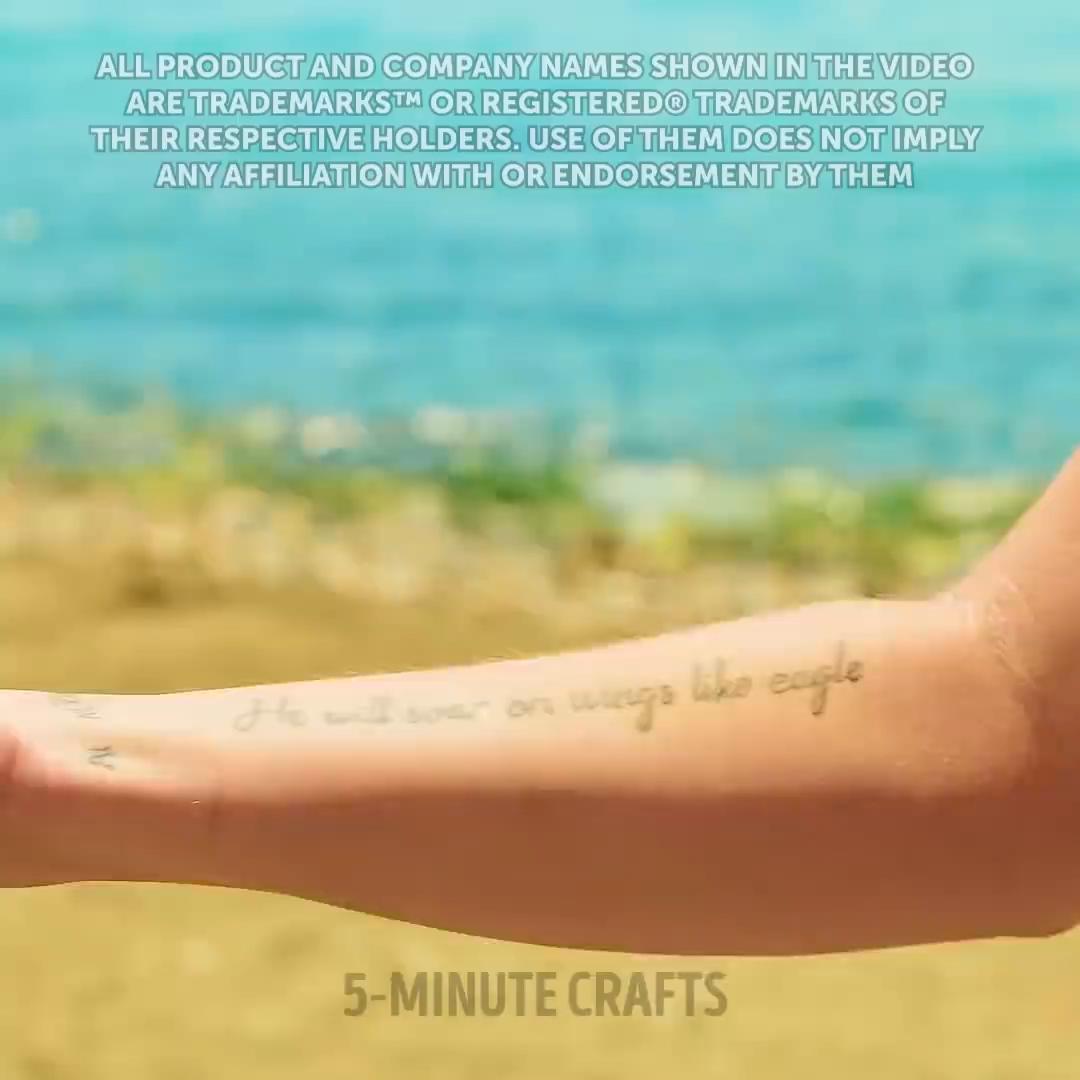 ALL PRODUCT AND COMPANY NAMES SHOWN IN THE VIDEO
ARE TRADEMARKS™ OR REGISTERED® TRADEMARKS OF
THEIR RESPECTIVE HOLDERS. USE OF THEM DOES NOT IMPLY
ANY AFFILIATION WITH OR ENDORSEMENT BY THEM
He will soar on wings like eagle
5-MINUTE CRAFTS